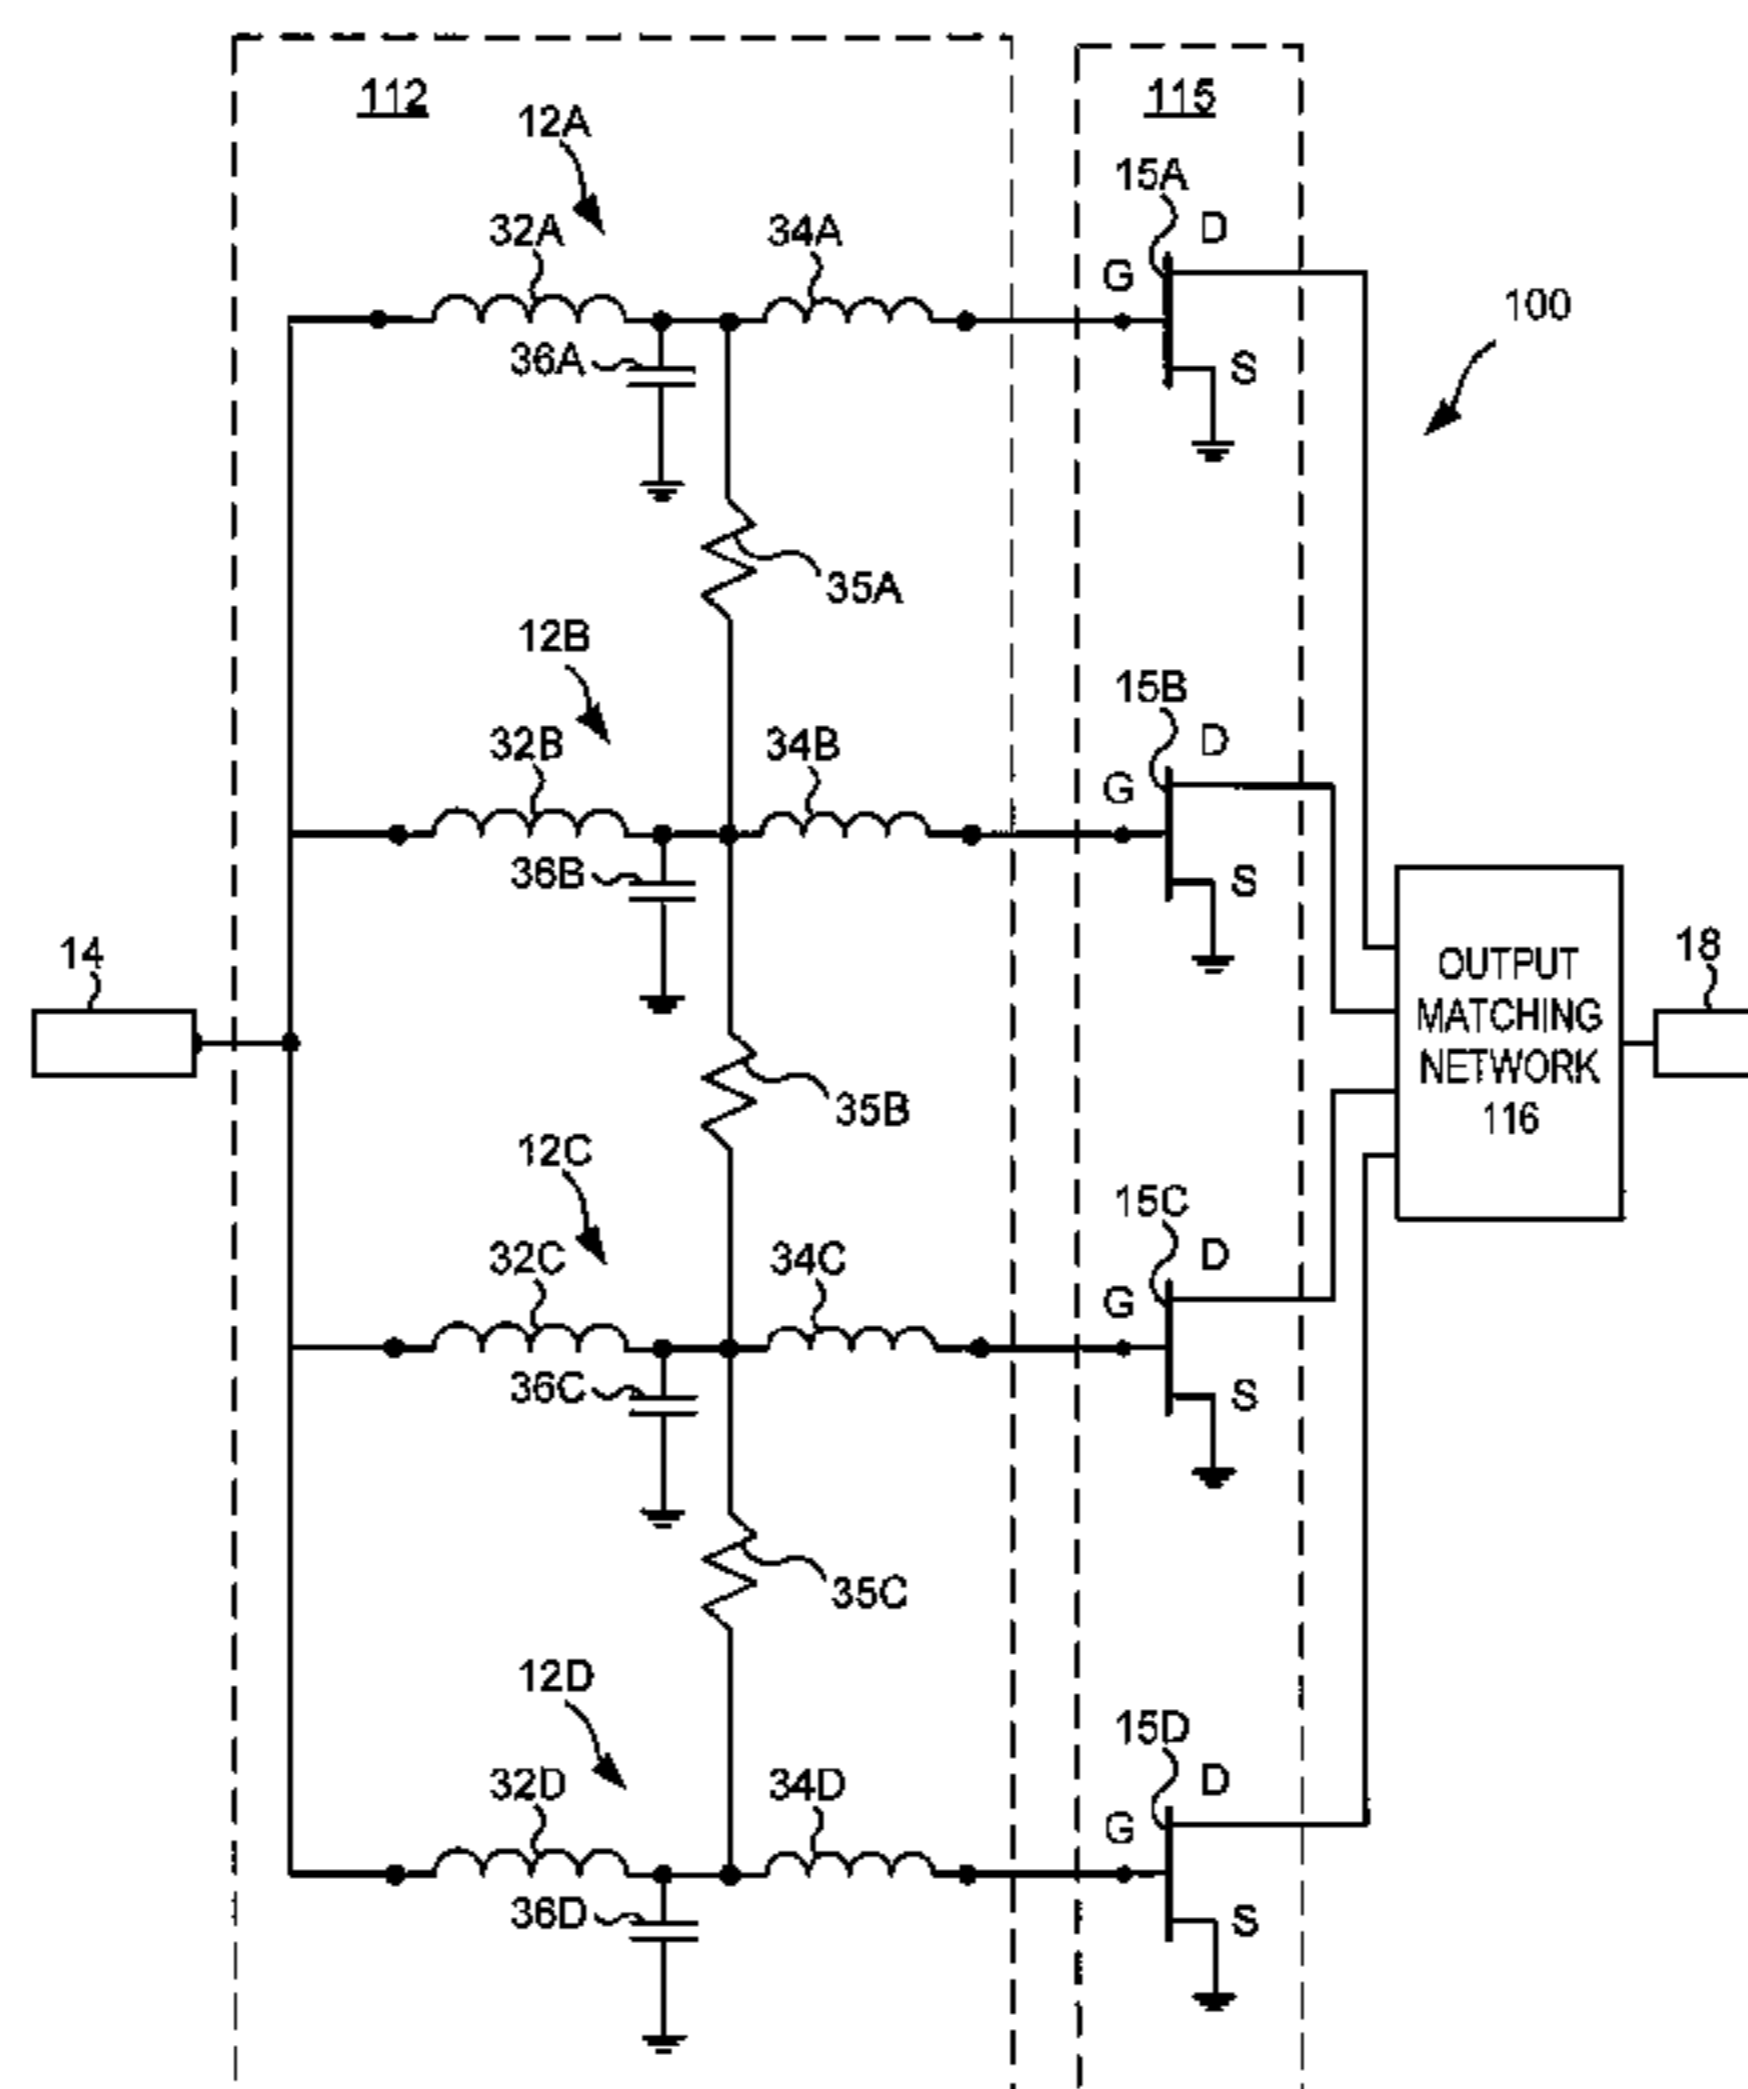 112
115
12A
15A
D
32A
34A
G
100
36A
S
35A
12B
15B
D
32B
34B
G
36B
S
14
18
OUTPUT
MATCHING
NETWORK
116
35B
12C
15C
D
32C
34C
G
36C
S
35C
12D
15D
D
32D
34D
G
36D
S